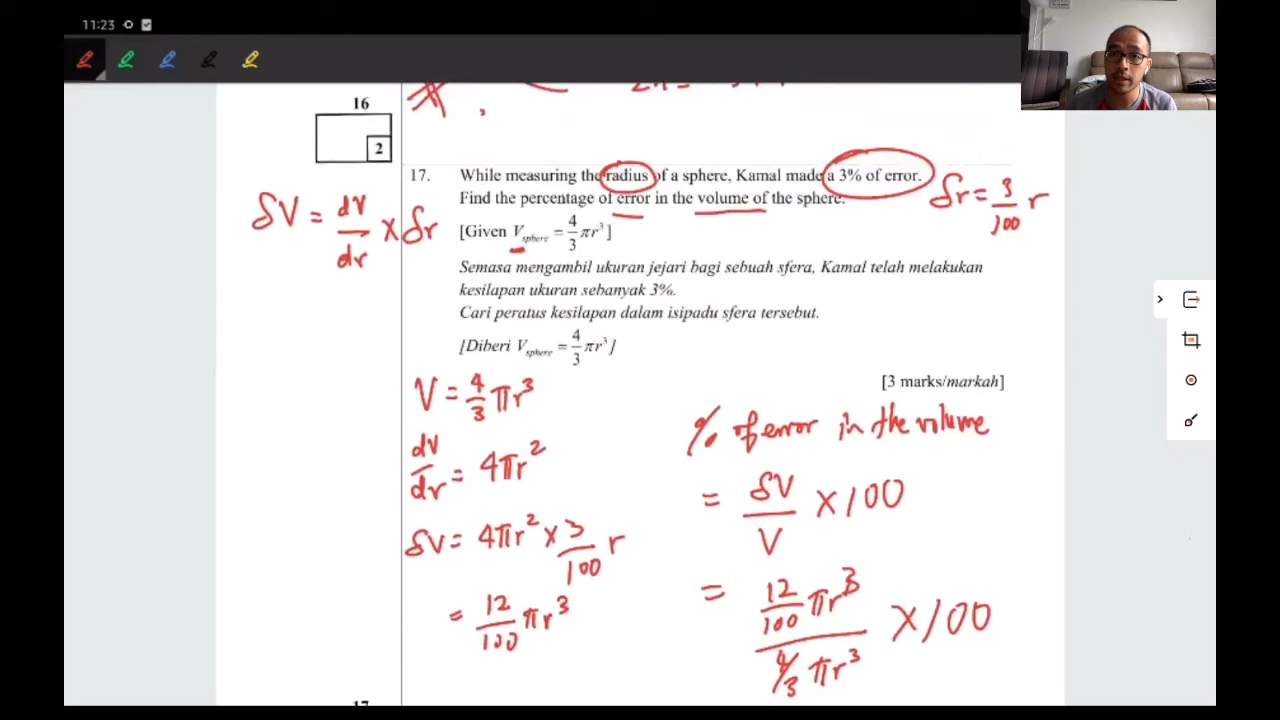 11:23
16
2
17. While measuring the radius of a sphere, Kamal made a 3% of error.
Find the percentage of error in the volume of the sphere.
[Given V sphere = 4/3 πr³]
Semasa mengambil ukuran jejari bagi sebuah sfera, Kamal telah melakukan
kesilapan ukuran sebanyak 3%.
Cari peratus kesilapan dalam isipadu sfera tersebut.
[Diberi V sphere = 4/3 πr³]
[3 marks/markah]
δV = dV/dr × δr
δr = 3/100 r
V = 4/3 πr³
dV/dr = 4πr²
δV = 4πr² × 3/100 r
= 12/100 πr³
% of error in the volume
= δV/V × 100
= (12/100 πr³)/(4/3 πr³) × 100